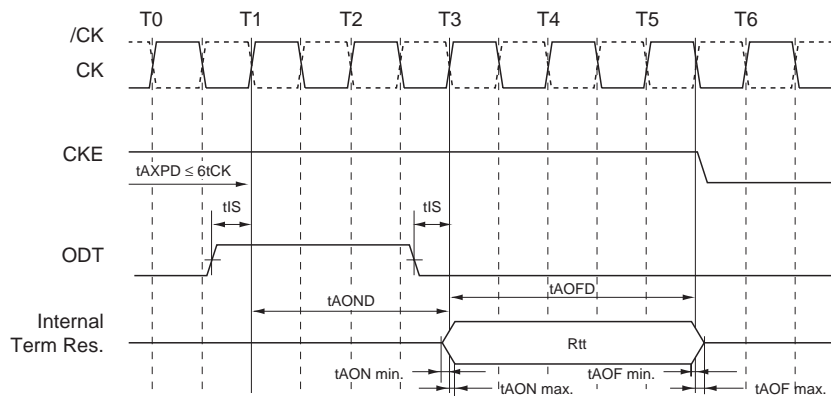 T0 T1 T2 T3 T4 T5 T6
/CK
CK
CKE
tAXPD ≤ 6tCK
tIS tIS
ODT
tAOND tAOFD
Internal
Term Res.
Rtt
tAON min. tAOF min.
tAON max. tAOF max.